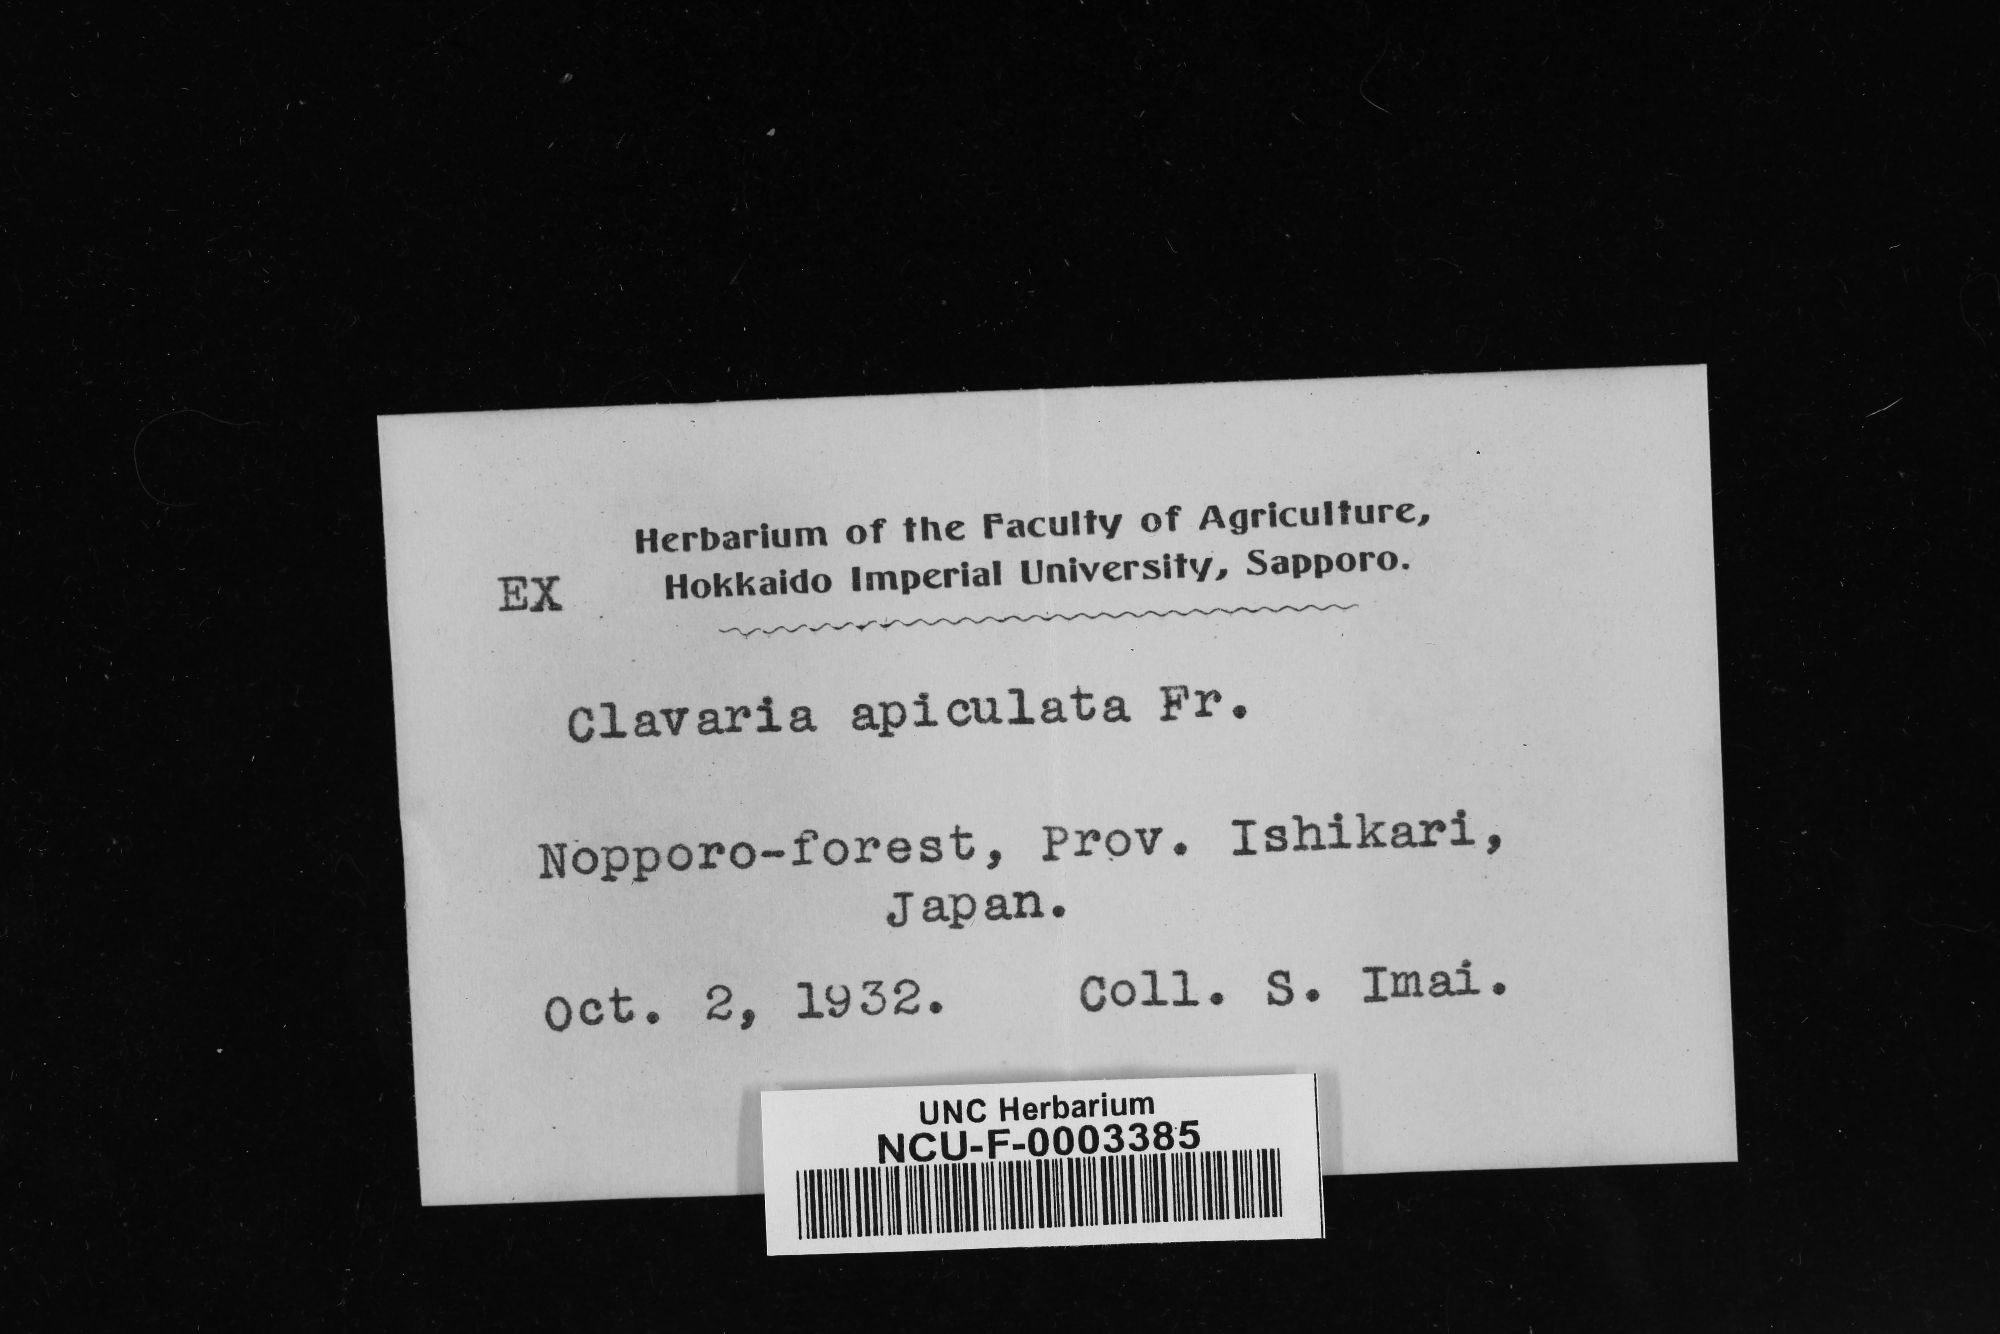 Herbarium of the Faculty of Agriculture,
EX Hokkaido Imperial University, Sapporo.
Clavaria apiculata Fr.
Nopporo-forest, Prov. Ishikari,
Japan.
Oct. 2, 1932. Coll. S. Imai.
UNC Herbarium
NCU-F-0003385